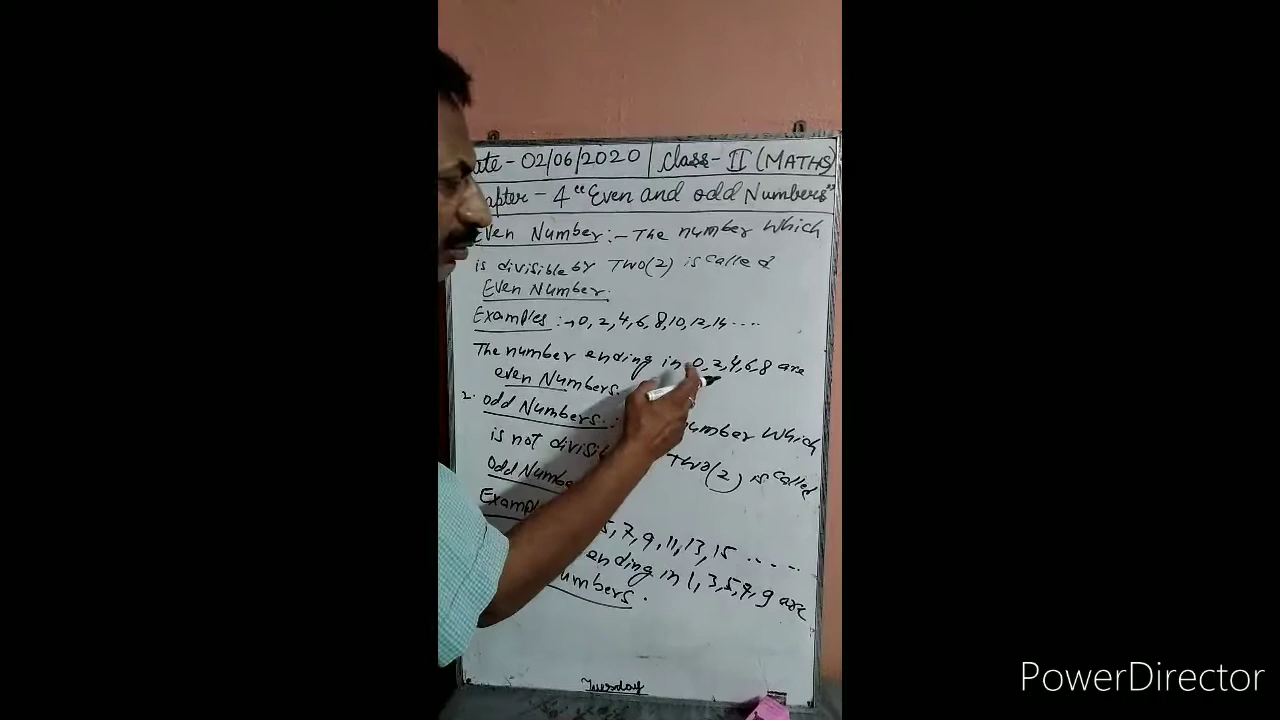 ate - 02/06/2020 | Class - II (MATHS)
apter - 4 "Even and odd Numbers"
Even Number :- The number Which
is divisible by TWO(2) is called
Even Number.
Examples :→ 0, 2, 4, 6, 8, 10, 12, 14 ....
The number ending in 0, 2, 4, 6, 8 are
even Numbers.
2. odd Numbers. : number Which
is not divisib TWO(2) is called
Odd Numbe
Exampl 5, 7, 9, 11, 13, 15 .....
ending in 1, 3, 5, 7, 9 are
umbers.
Tuesday
PowerDirector